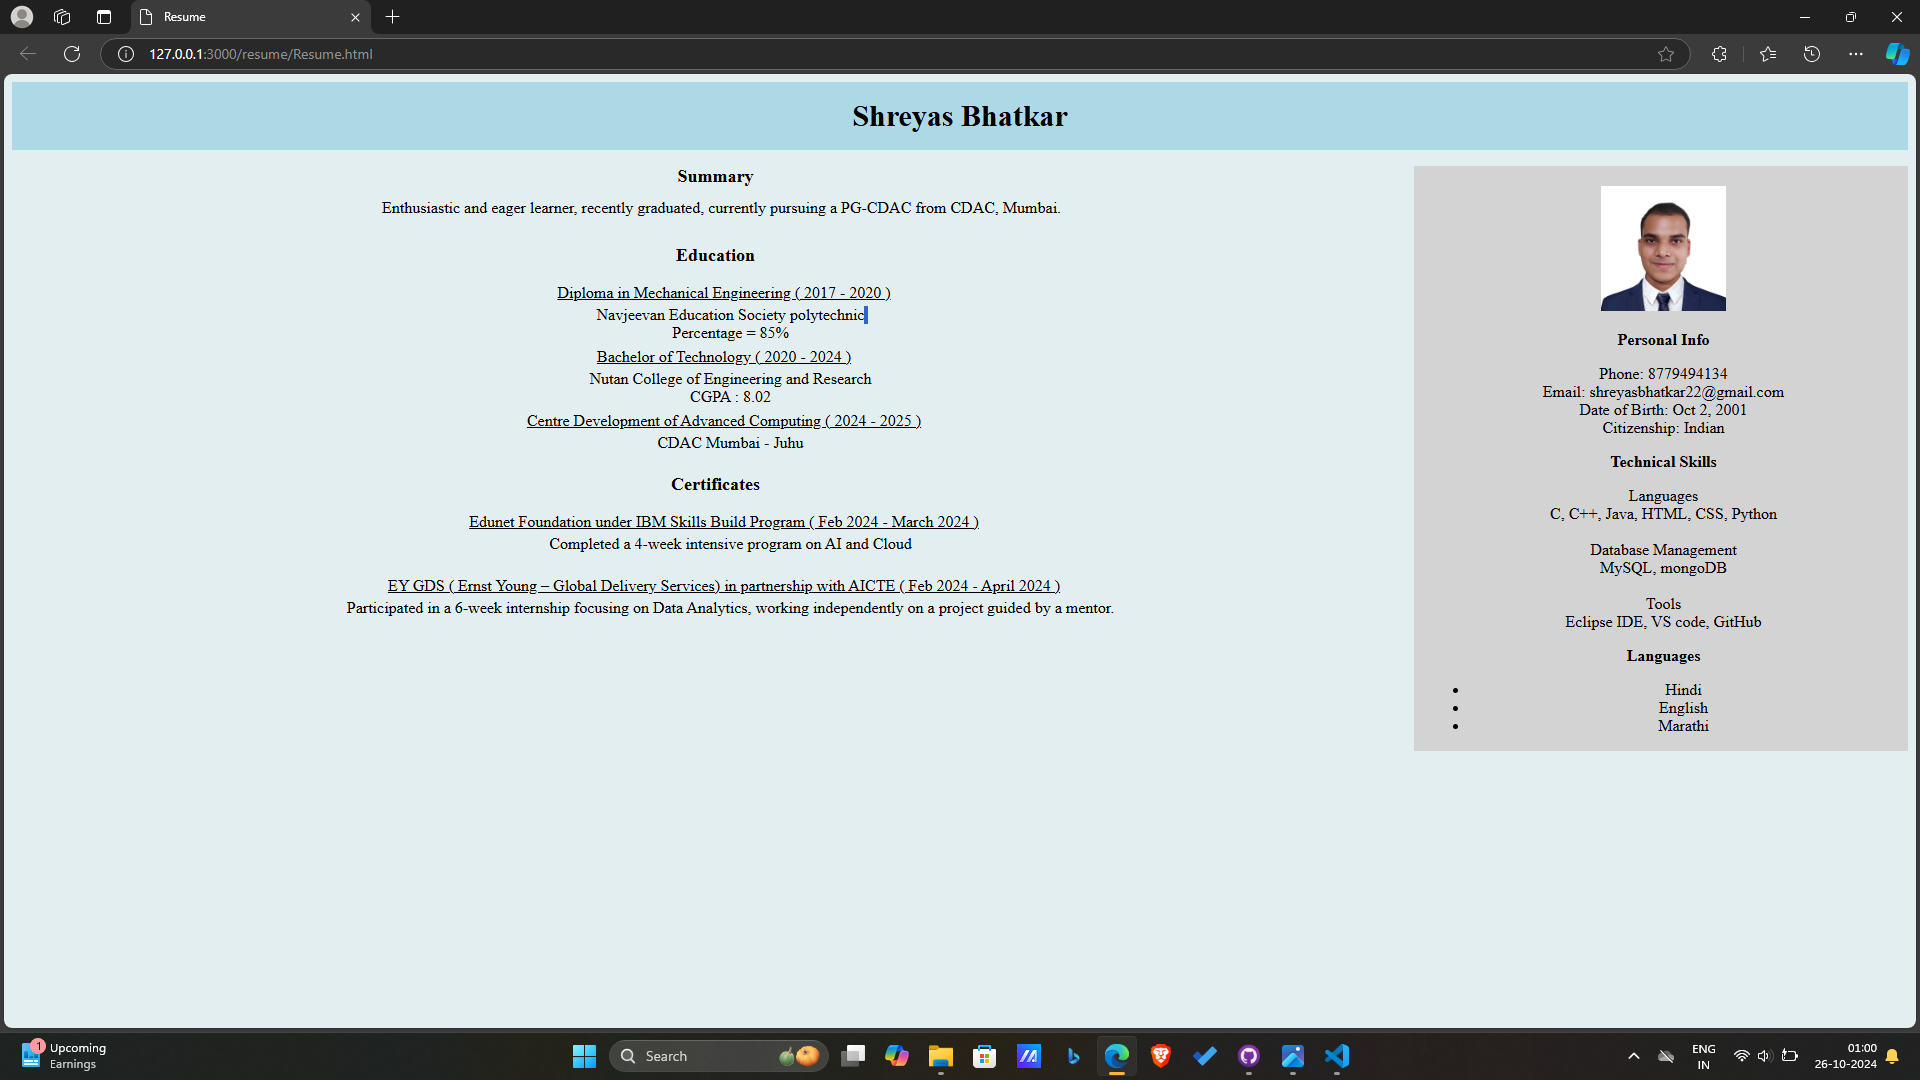 Resume
127.0.0.1:3000/resume/Resume.html
Shreyas Bhatkar
Summary
Enthusiastic and eager learner, recently graduated, currently pursuing a PG-CDAC from CDAC, Mumbai.
Education
Diploma in Mechanical Engineering ( 2017 - 2020 )
Navjeevan Education Society polytechnic
Percentage = 85%
Bachelor of Technology ( 2020 - 2024 )
Nutan College of Engineering and Research
CGPA : 8.02
Centre Development of Advanced Computing ( 2024 - 2025 )
CDAC Mumbai - Juhu
Certificates
Edunet Foundation under IBM Skills Build Program ( Feb 2024 - March 2024 )
Completed a 4-week intensive program on AI and Cloud
EY GDS ( Ernst Young – Global Delivery Services) in partnership with AICTE ( Feb 2024 - April 2024 )
Participated in a 6-week internship focusing on Data Analytics, working independently on a project guided by a mentor.
Personal Info
Phone: 8779494134
Email: shreyasbhatkar22@gmail.com
Date of Birth: Oct 2, 2001
Citizenship: Indian
Technical Skills
Languages
C, C++, Java, HTML, CSS, Python
Database Management
MySQL, mongoDB
Tools
Eclipse IDE, VS code, GitHub
Languages
Hindi
English
Marathi
1
Upcoming
Earnings
Search
ENG
IN
01:00
26-10-2024